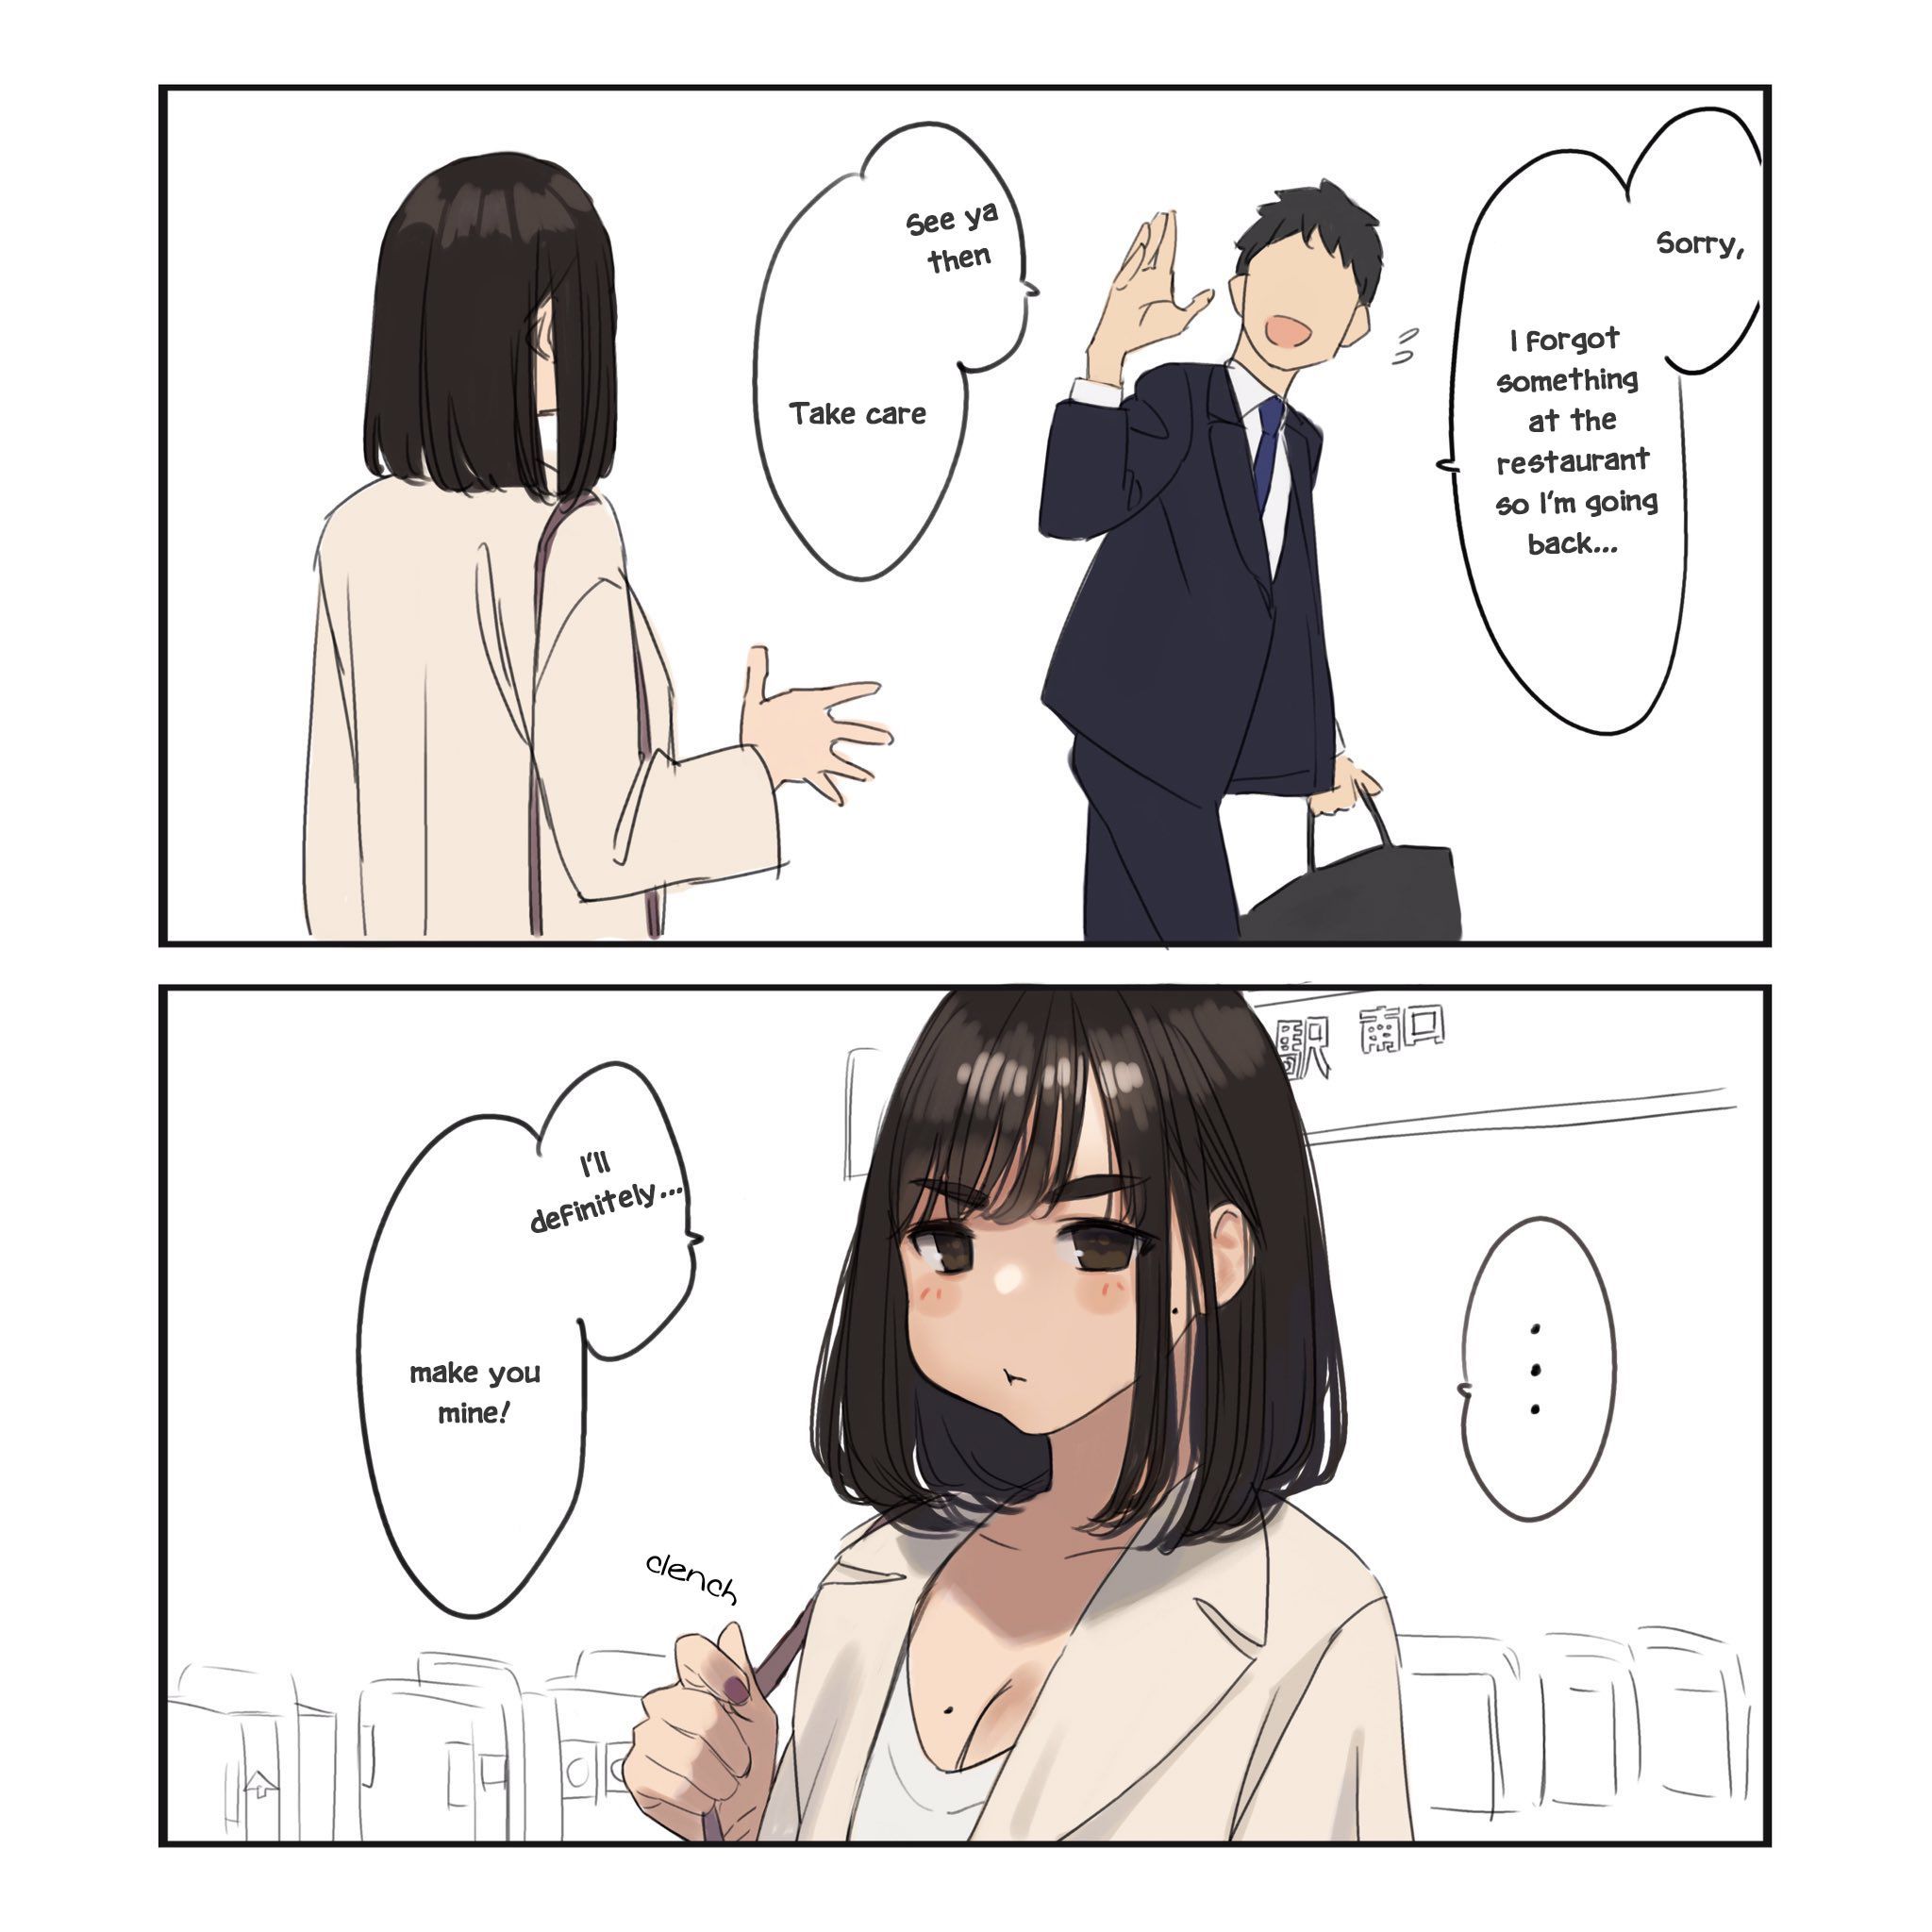 Sorry,
I forgot
something
at the
restaurant
so I'm going
back...
See ya
then
Take care
駅 南口
...
I'll
definitely...
make you
mine!
clench